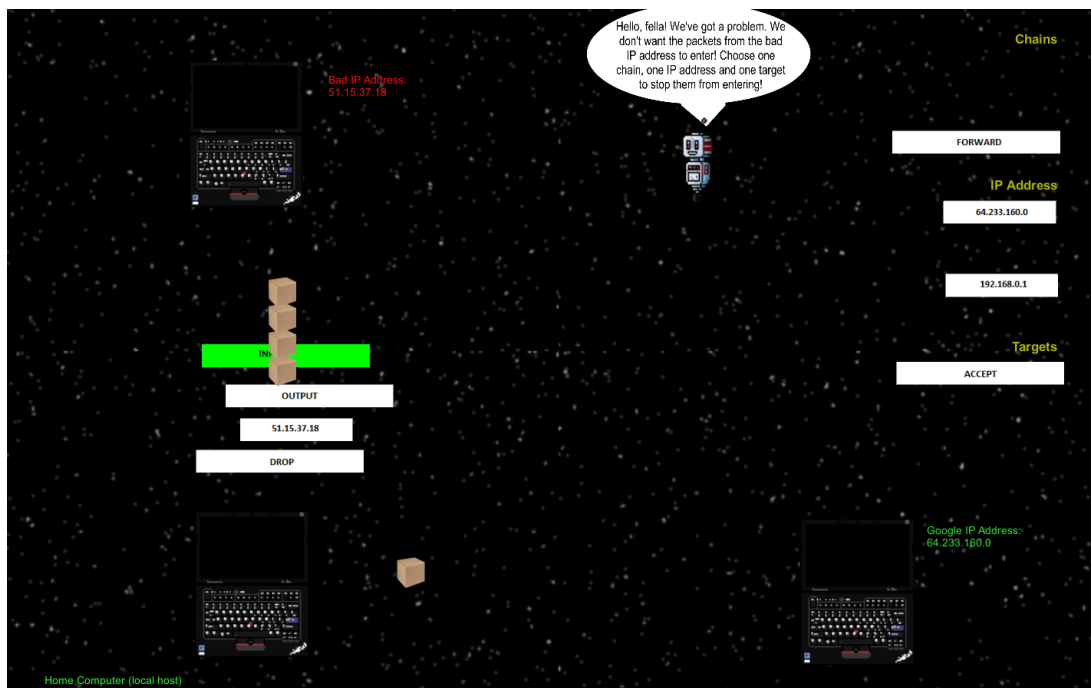 Hello, fella! We've got a problem. We
don't want the packets from the bad
IP address to enter! Choose one
chain, one IP address and one target
to stop them from entering!
Chains
Bad IP Address:
51.15.37.18
FORWARD
IP Address
64.233.160.0
192.168.0.1
Targets
ACCEPT
OUTPUT
51.15.37.18
DROP
Google IP Address:
64.233.160.0
Home Computer (local host)